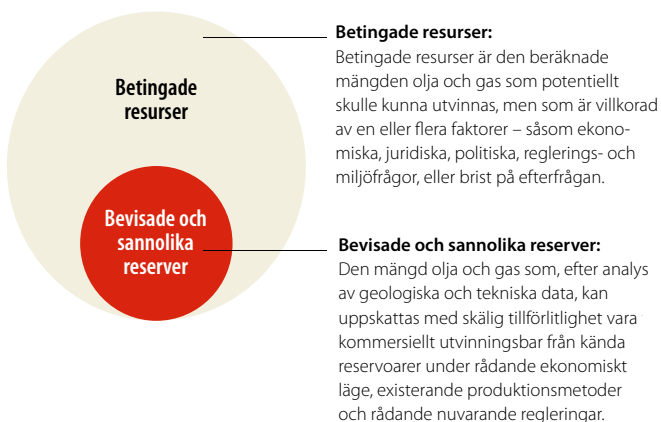 Betingade
resurser
Bevisade och
sannolika
reserver
Betingade resurser:
Betingade resurser är den beräknade
mängden olja och gas som potentiellt
skulle kunna utvinnas, men som är villkorad
av en eller flera faktorer – såsom ekono-
miska, juridiska, politiska, reglerings- och
miljöfrågor, eller brist på efterfrågan.
Bevisade och sannolika reserver:
Den mängd olja och gas som, efter analys
av geologiska och tekniska data, kan
uppskattas med skälig tillförlitlighet vara
kommersiellt utvinningsbar från kända
reservoarer under rådande ekonomiskt
läge, existerande produktionsmetoder
och rådande nuvarande regleringar.